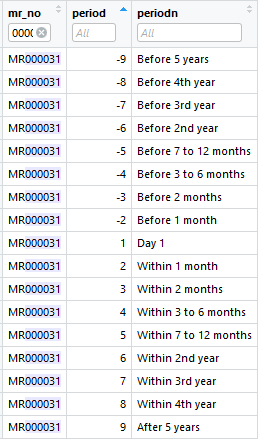 mr_no period periodn
0000 All All
MR000031 -9 Before 5 years
MR000031 -8 Before 4th year
MR000031 -7 Before 3rd year
MR000031 -6 Before 2nd year
MR000031 -5 Before 7 to 12 months
MR000031 -4 Before 3 to 6 months
MR000031 -3 Before 2 months
MR000031 -2 Before 1 month
MR000031 1 Day 1
MR000031 2 Within 1 month
MR000031 3 Within 2 months
MR000031 4 Within 3 to 6 months
MR000031 5 Within 7 to 12 months
MR000031 6 Within 2nd year
MR000031 7 Within 3rd year
MR000031 8 Within 4th year
MR000031 9 After 5 years